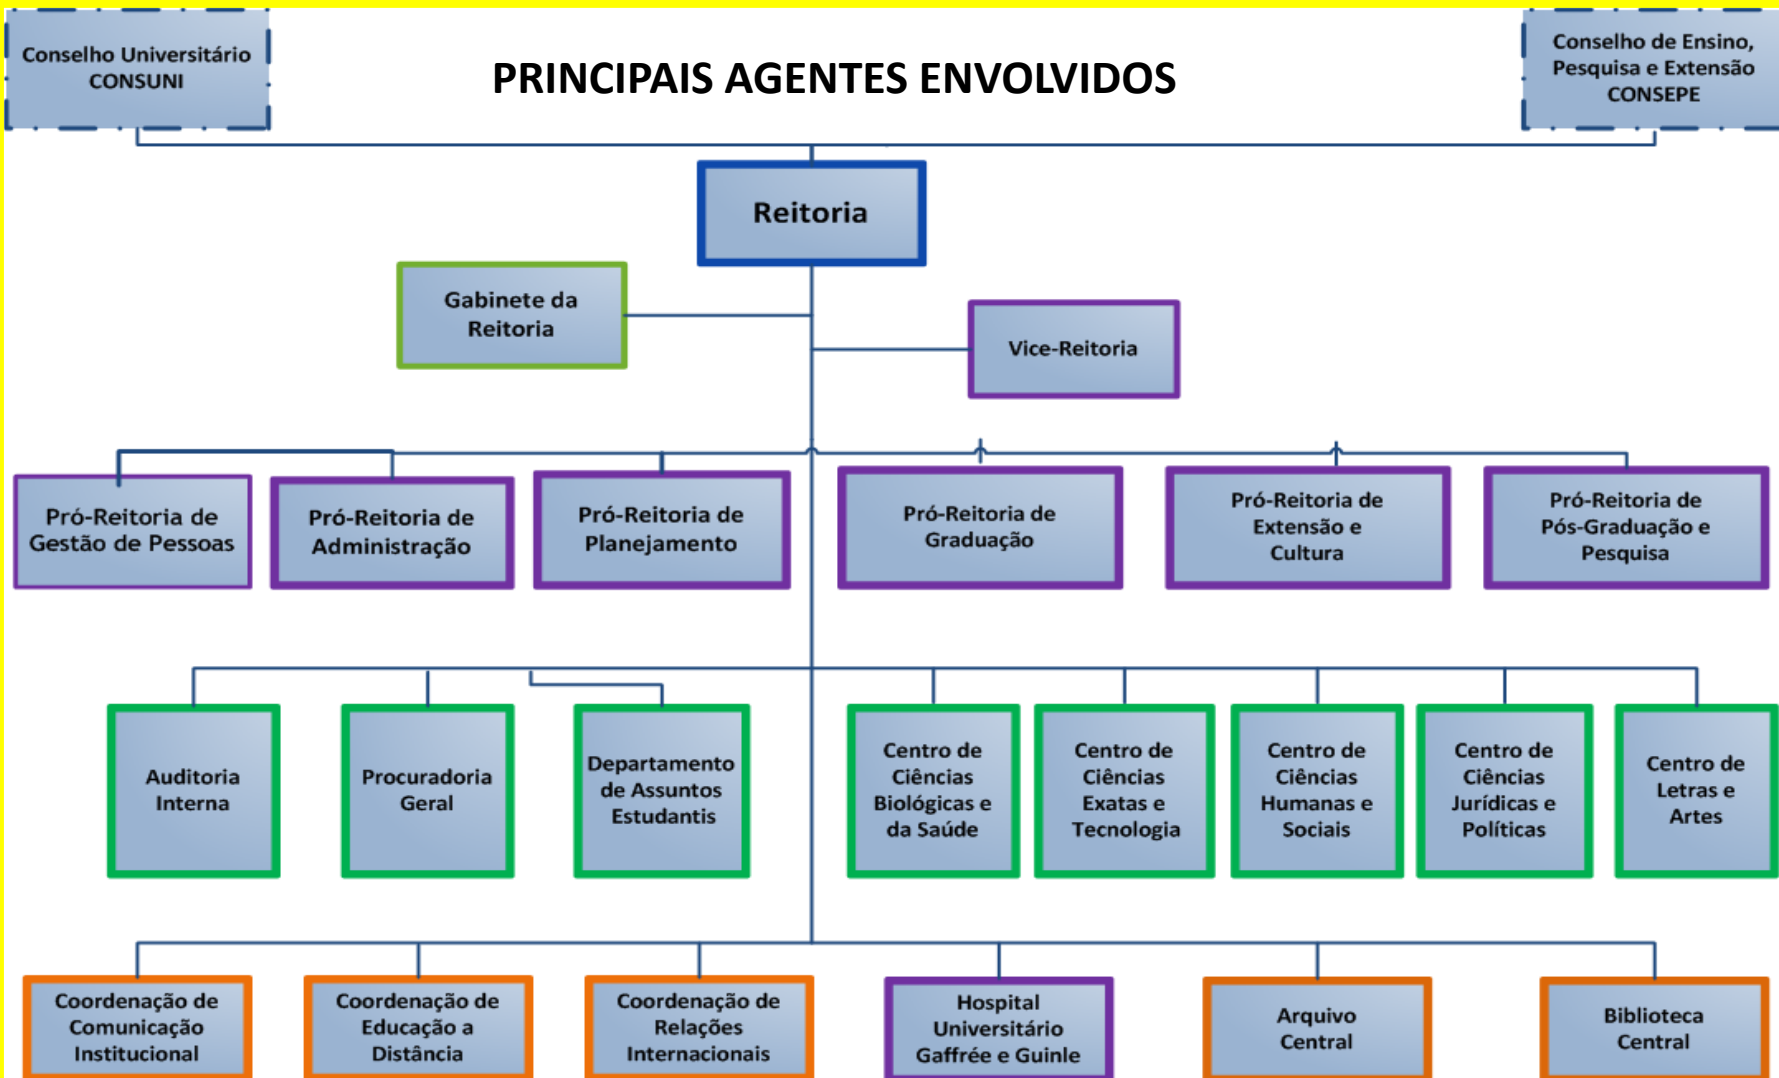 Conselho Universitário
CONSUNI
PRINCIPAIS AGENTES ENVOLVIDOS
Conselho de Ensino,
Pesquisa e Extensão
CONSEPE
Reitoria
Gabinete da
Reitoria
Vice-Reitoria
Pró-Reitoria de
Gestão de Pessoas
Pró-Reitoria de
Administração
Pró-Reitoria de
Planejamento
Pró-Reitoria de
Graduação
Pró-Reitoria de
Extensão e
Cultura
Pró-Reitoria de
Pós-Graduação e
Pesquisa
Auditoria
Interna
Procuradoria
Geral
Departamento
de Assuntos
Estudantis
Centro de
Ciências
Biológicas e
da Saúde
Centro de
Ciências
Exatas e
Tecnologia
Centro de
Ciências
Humanas e
Sociais
Centro de
Ciências
Jurídicas e
Políticas
Centro de
Letras e
Artes
Coordenação de
Comunicação
Institucional
Coordenação de
Educação a
Distância
Coordenação de
Relações
Internacionais
Hospital
Universitário
Gaffrée e Guinle
Arquivo
Central
Biblioteca
Central